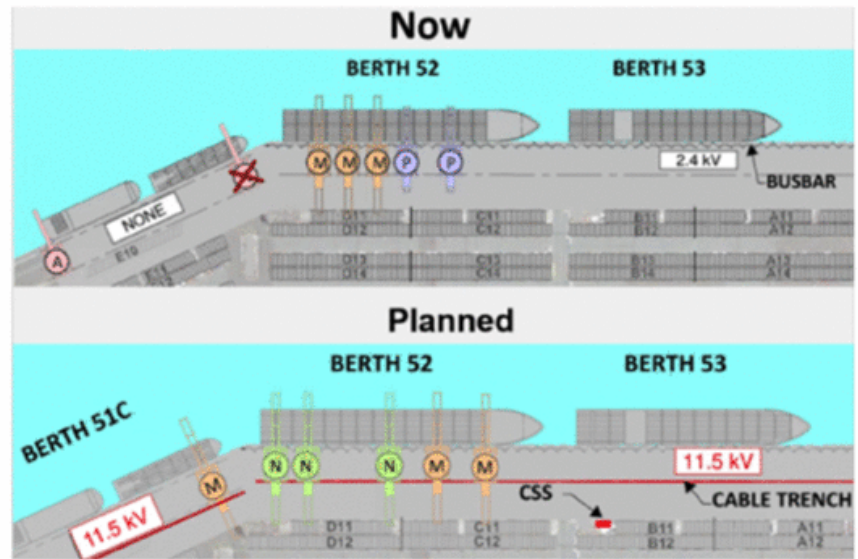 Now
BERTH 52
BERTH 53
M M M P P
2.4 kV
BUSBAR
NONE
A
E10
D11 C11 B11 A11
D12 C12 B12 A12
D13 C13 B13 A13
D14 C14 B14 A14
Planned
BERTH 52
BERTH 53
BERTH 51C
N N N M M
M
11.5 kV
CSS
CABLE TRENCH
11.5 kV
D11 C11 B11 A11
D12 C12 B12 A12